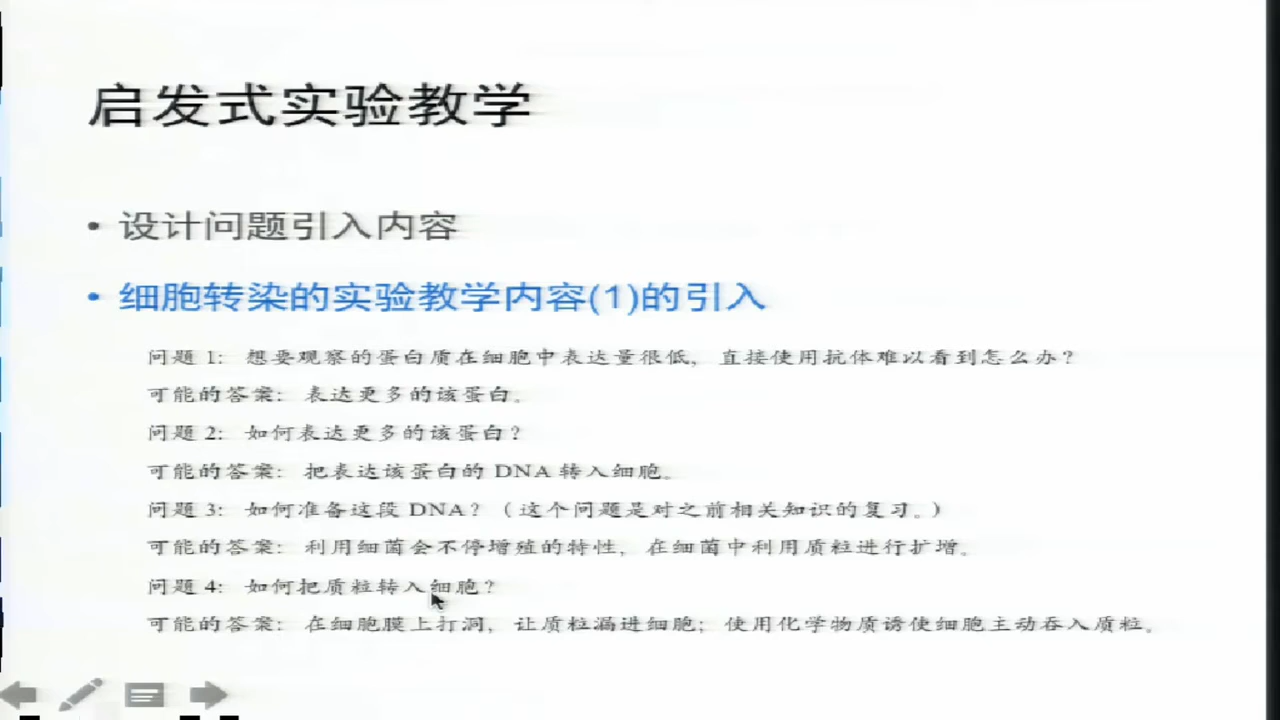 启发式实验教学
• 设计问题引入内容
• 细胞转染的实验教学内容(1)的引入
问题 1: 想要观察的蛋白质在细胞中表达量很低, 直接使用抗体难以看到怎么办?
可能的答案: 表达更多的该蛋白。
问题 2: 如何表达更多的该蛋白?
可能的答案: 把表达该蛋白的 DNA 转入细胞。
问题 3: 如何准备这段 DNA? (这个问题是对之前相关知识的复习。)
可能的答案: 利用细菌会不停增殖的特性, 在细菌中利用质粒进行扩增。
问题 4: 如何把质粒转入细胞?
可能的答案: 在细胞膜上打洞, 让质粒漏进细胞; 使用化学物质诱使细胞主动吞入质粒。